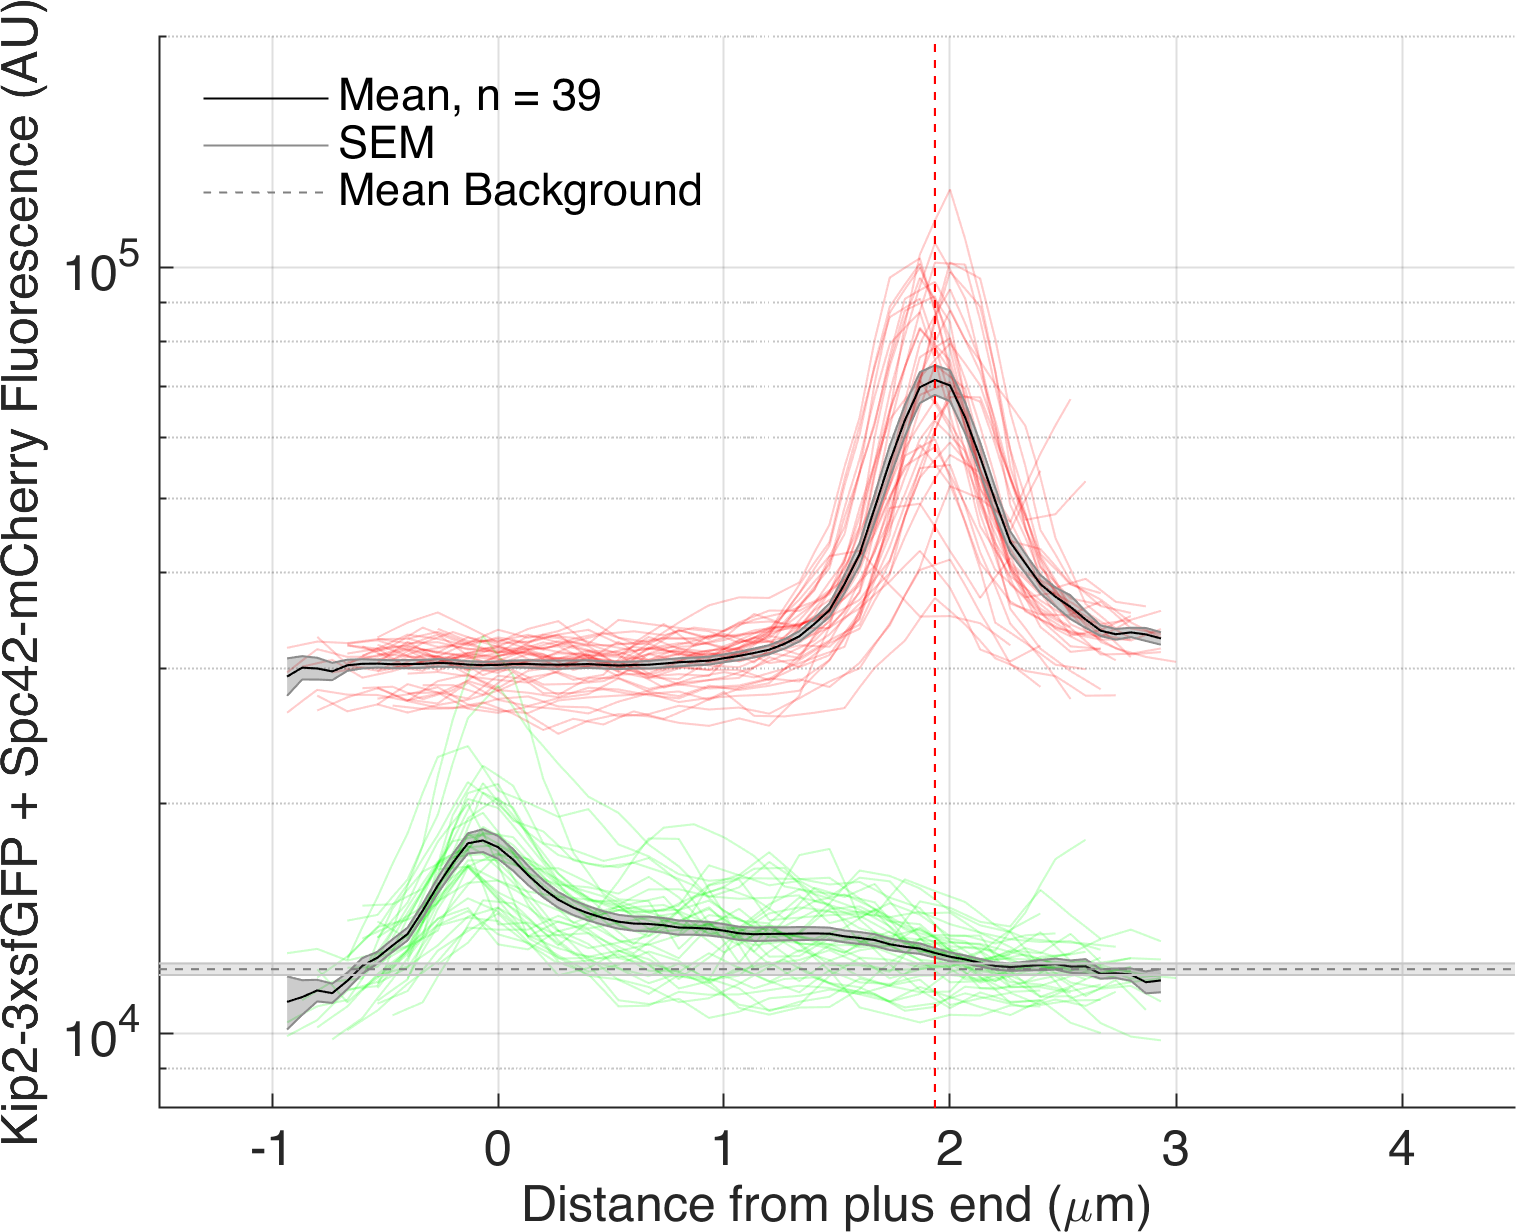 Kip2-3xsfGFP + Spc42-mCherry Fluorescence (AU)
Mean, n = 39
SEM
Mean Background
10^5
10^4
-1 0 1 2 3 4
Distance from plus end (μm)